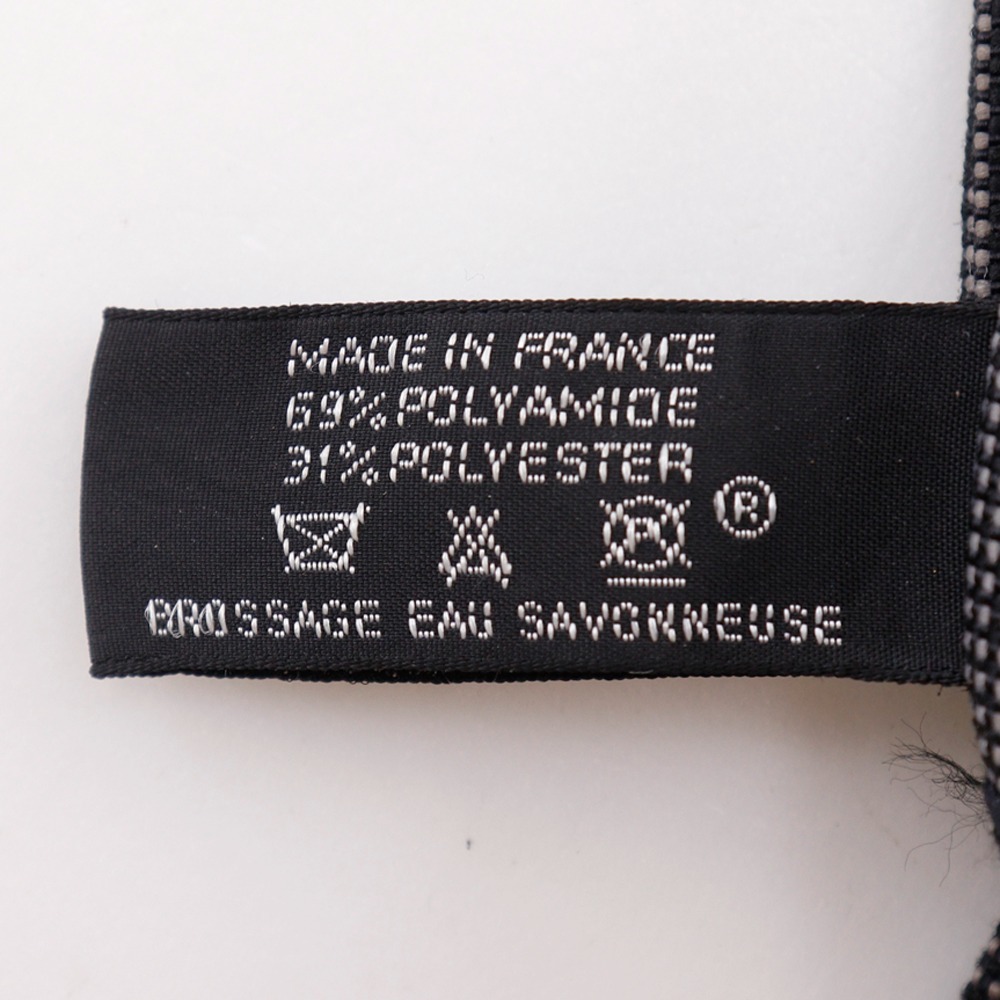 MADE IN FRANCE
69% POLYAMIDE
31% POLYESTER
P ®
BROSSAGE EAU SAVONNEUSE